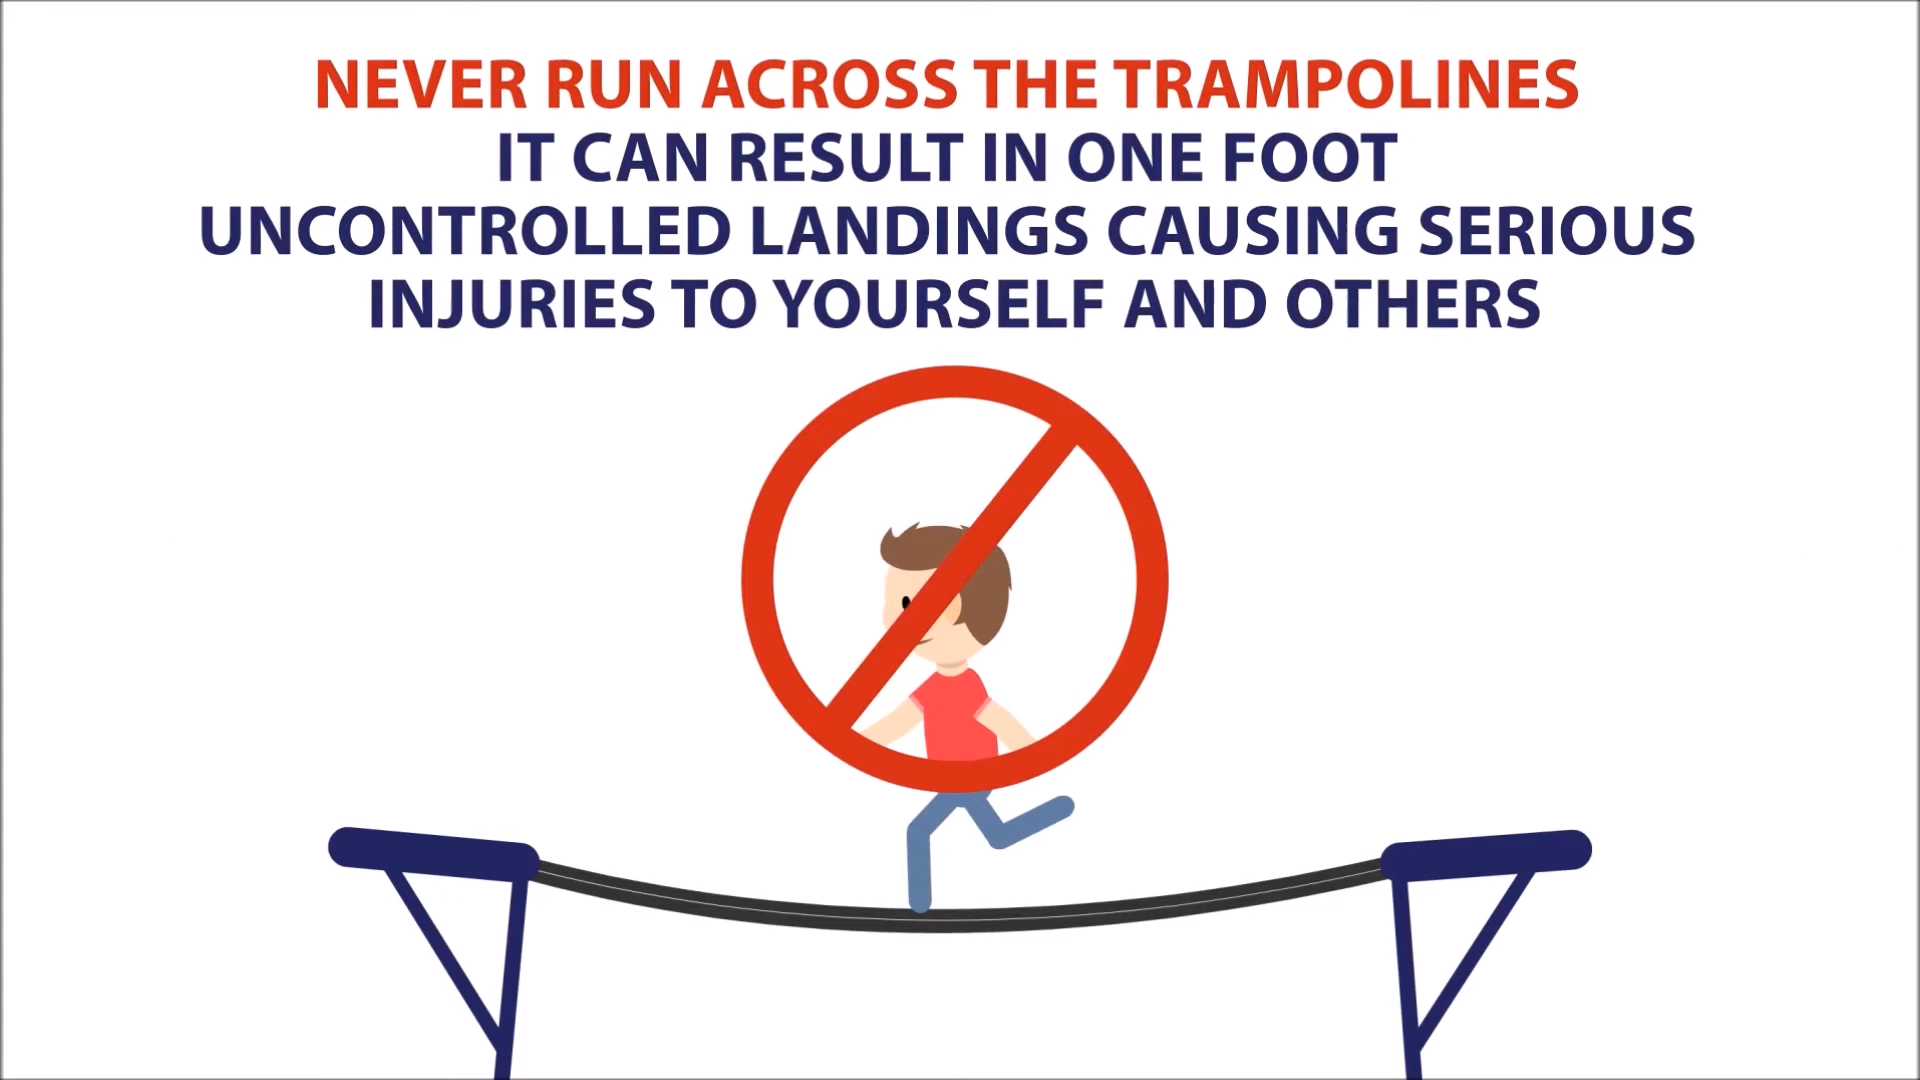 NEVER RUN ACROSS THE TRAMPOLINES
IT CAN RESULT IN ONE FOOT
UNCONTROLLED LANDINGS CAUSING SERIOUS
INJURIES TO YOURSELF AND OTHERS